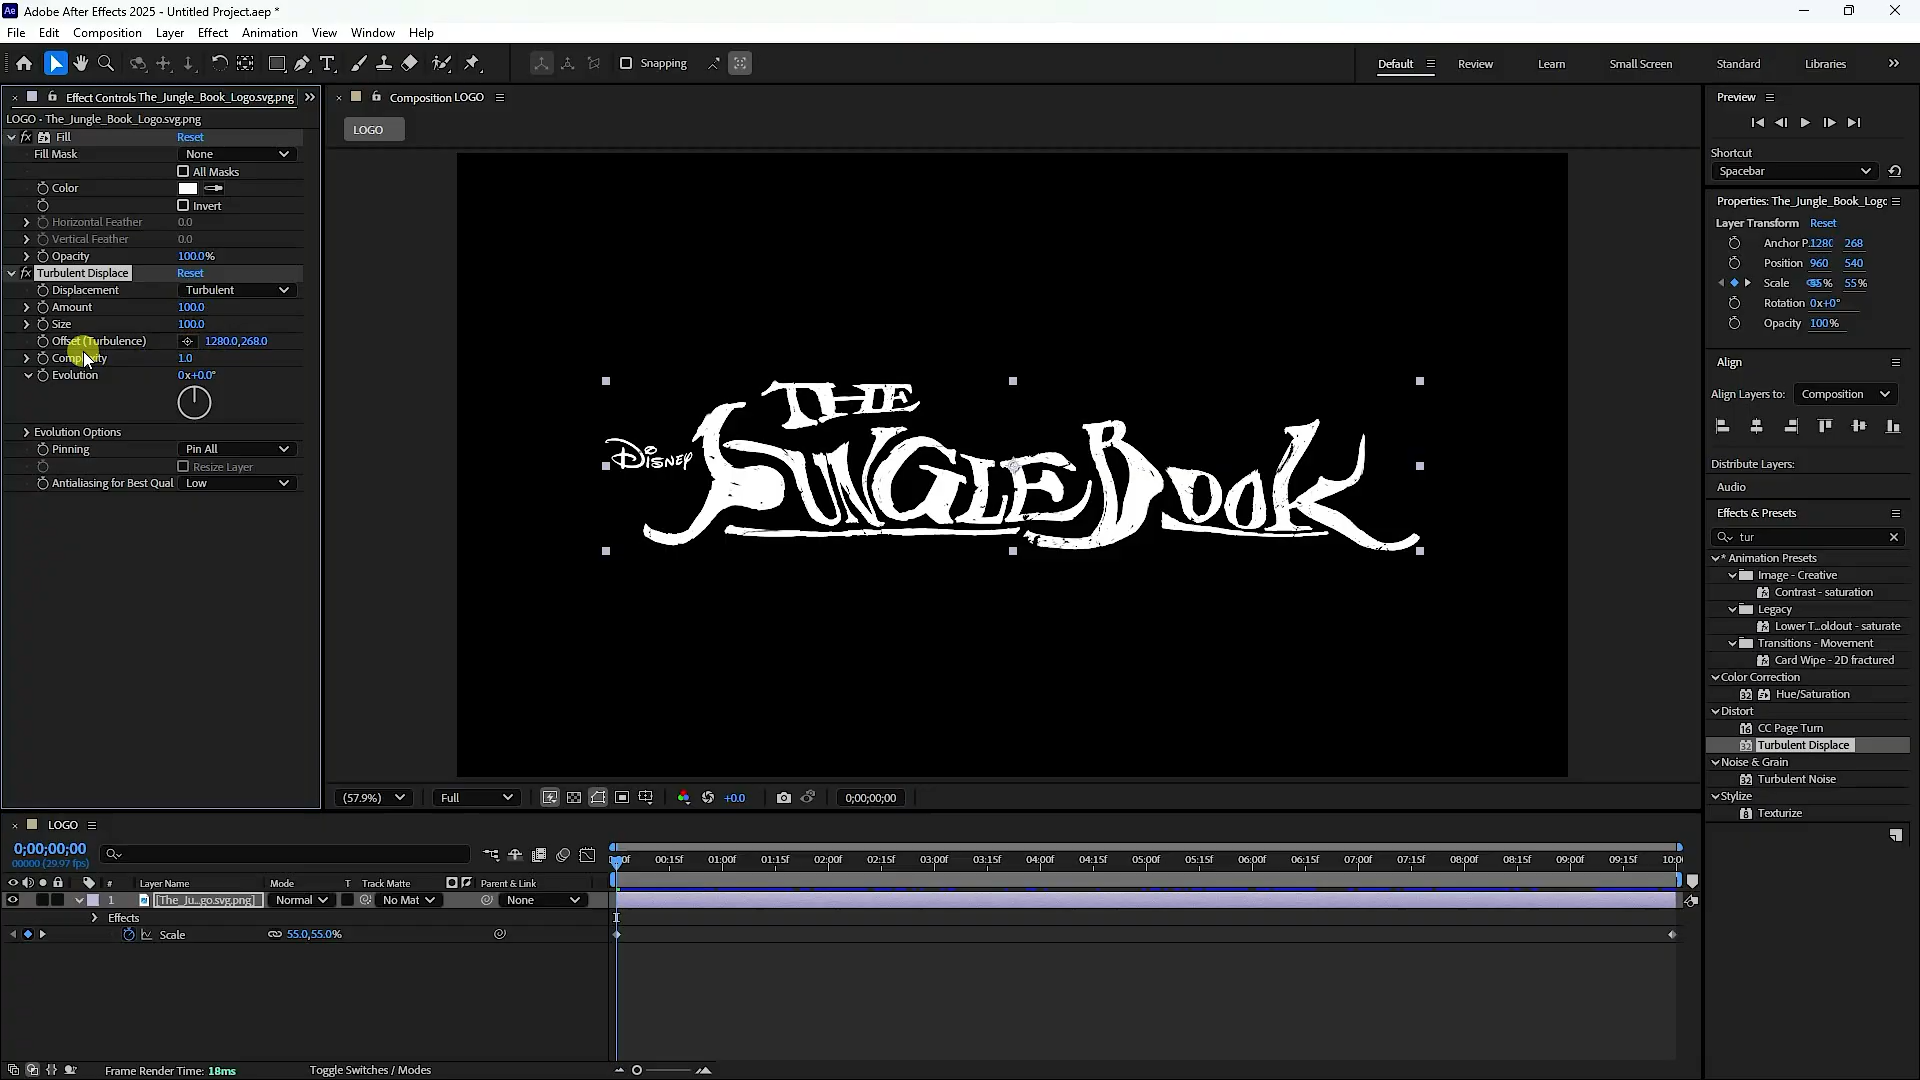 Ae Adobe After Effects 2025 - Untitled Project.aep *
File Edit Composition Layer Effect Animation View Window Help
Snapping
Default Review Learn Small Screen Standard Libraries
Effect Controls The_Jungle_Book_Logo.svg.png
LOGO - The_Jungle_Book_Logo.svg.png
fx Fill Reset
Fill Mask None
All Masks
Color
Invert
Horizontal Feather 0.0
Vertical Feather 0.0
Opacity 100.0%
fx Turbulent Displace Reset
Displacement Turbulent
Amount 100.0
Size 100.0
Offset (Turbulence) 1280.0,268.0
Complexity 1.0
Evolution 0x+0.0°
Evolution Options
Pinning Pin All
Resize Layer
Antialiasing for Best Qual Low
Composition LOGO
LOGO
THE
DISNEY
JUNGLE BOOK
(57.9%) Full +0.0 0;00;00;00
Preview
Shortcut
Spacebar
Properties: The_Jungle_Book_Logo
Layer Transform Reset
Anchor P. 1280 268
Position 960 540
Scale 55% 55%
Rotation 0x+0°
Opacity 100%
Align
Align Layers to: Composition
Distribute Layers:
Audio
Effects & Presets
tur
* Animation Presets
Image - Creative
Contrast - saturation
Legacy
Lower T...oldout - saturate
Transitions - Movement
Card Wipe - 2D fractured
Color Correction
32 Hue/Saturation
Distort
16 CC Page Turn
32 Turbulent Displace
Noise & Grain
32 Turbulent Noise
Stylize
8 Texturize
LOGO
0;00;00;00
00000 (29.97 fps)
# Layer Name Mode T Track Matte Parent & Link
1 [The_Ju...go.svg.png] Normal No Mat None
Effects
Scale 55.0,55.0%
00:15f 01:00f 01:15f 02:00f 02:15f 03:00f 03:15f 04:00f 04:15f 05:00f 05:15f 06:00f 06:15f 07:00f 07:15f 08:00f 08:15f 09:00f 09:15f 10:0
Frame Render Time: 18ms Toggle Switches / Modes